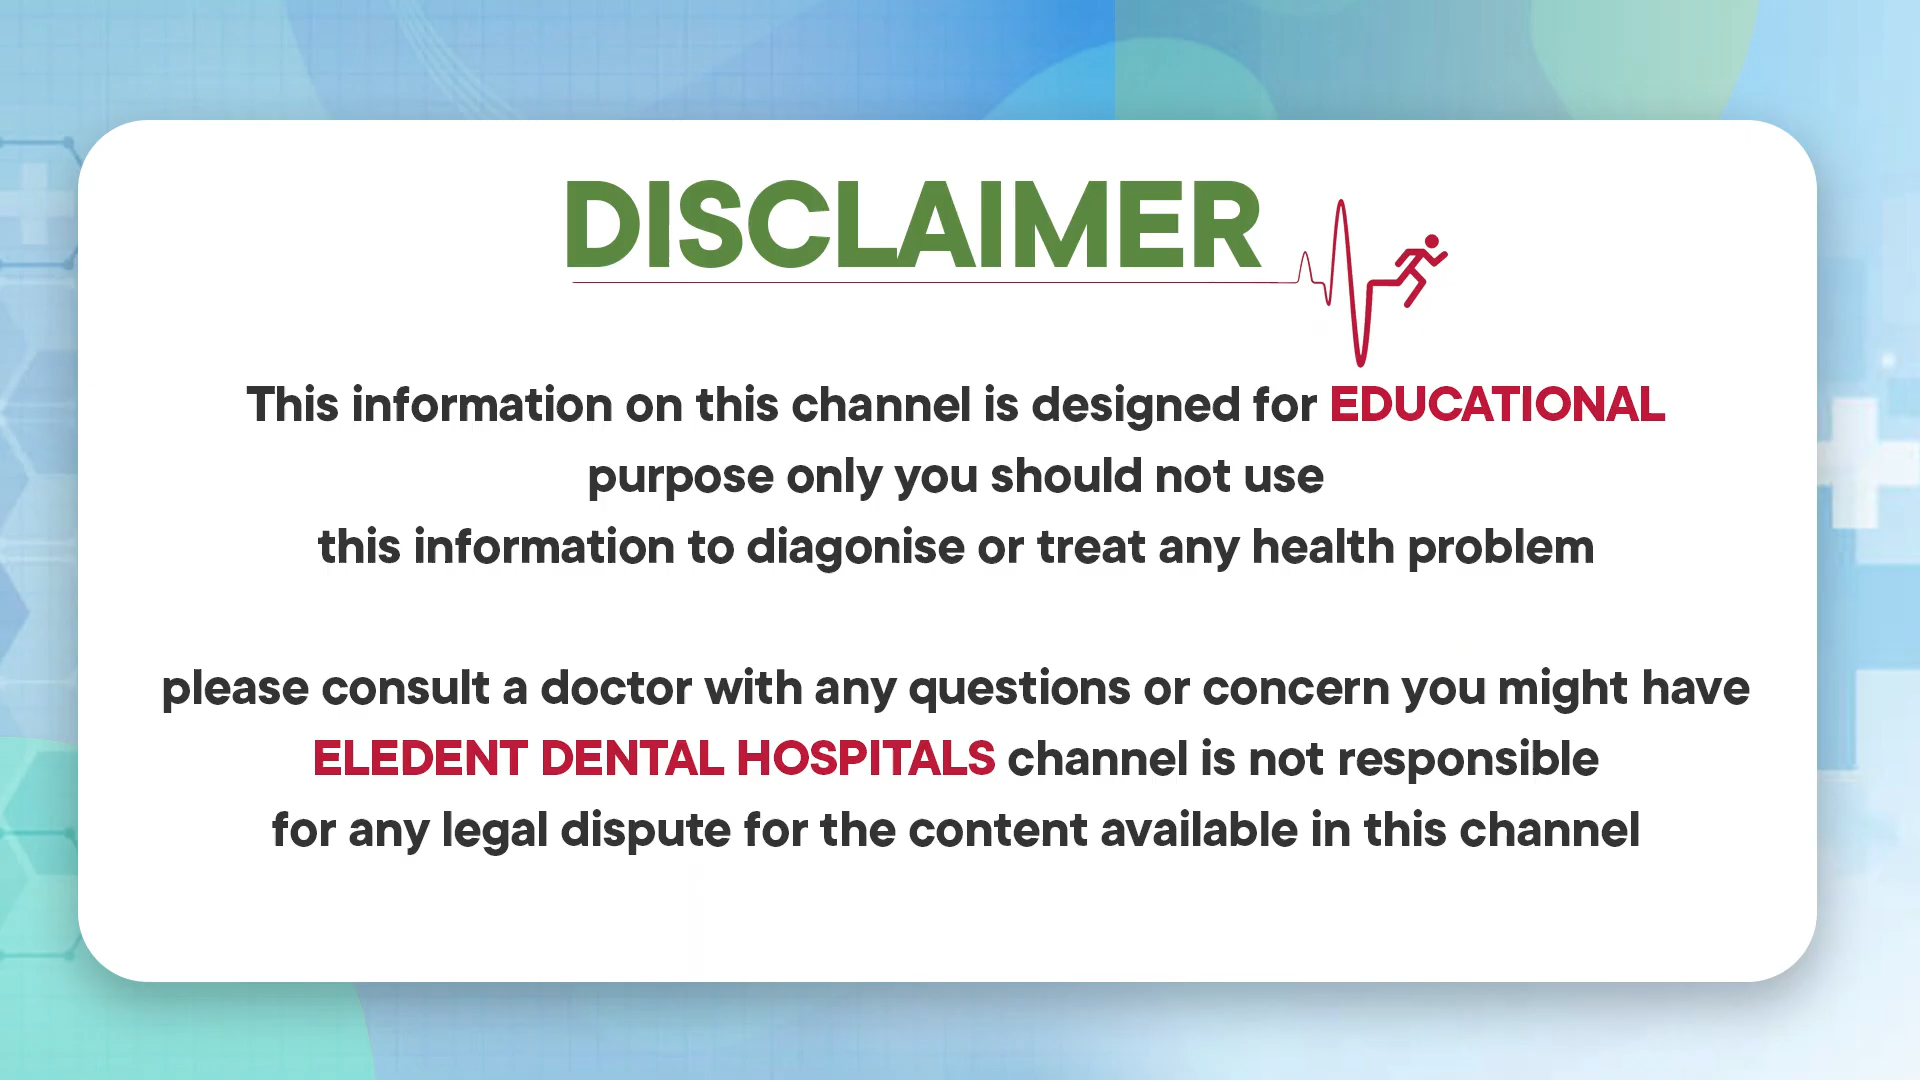 DISCLAIMER
This information on this channel is designed for EDUCATIONAL
purpose only you should not use
this information to diagonise or treat any health problem
please consult a doctor with any questions or concern you might have
ELEDENT DENTAL HOSPITALS channel is not responsible
for any legal dispute for the content available in this channel